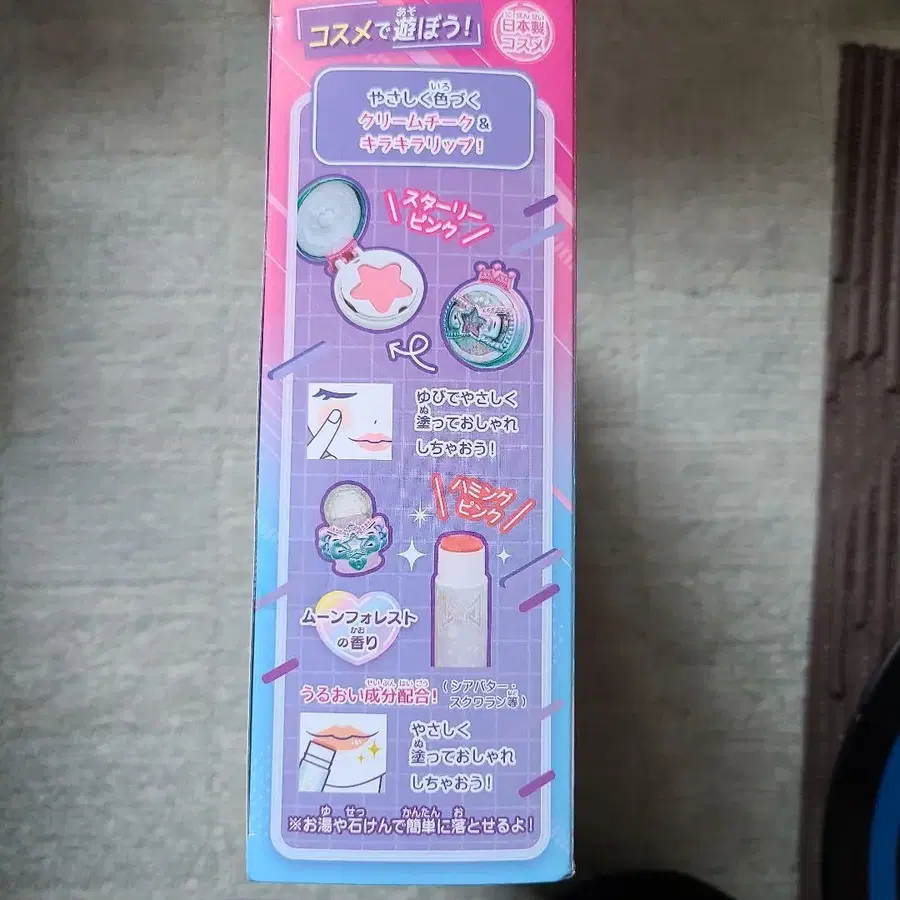 コスメで遊ぼう!
日本製
コスメ
やさしく色づく
クリームチーク&
キラキラリップ!
スターリー
ピンク
ゆびでやさしく
塗っておしゃれ
しちゃおう!
ハミング
ピンク
ムーンフォレスト
の香り
うるおい成分配合!
(シアバター・
スクワラン等)
やさしく
塗っておしゃれ
しちゃおう!
※お湯や石けんで簡単に落とせるよ!